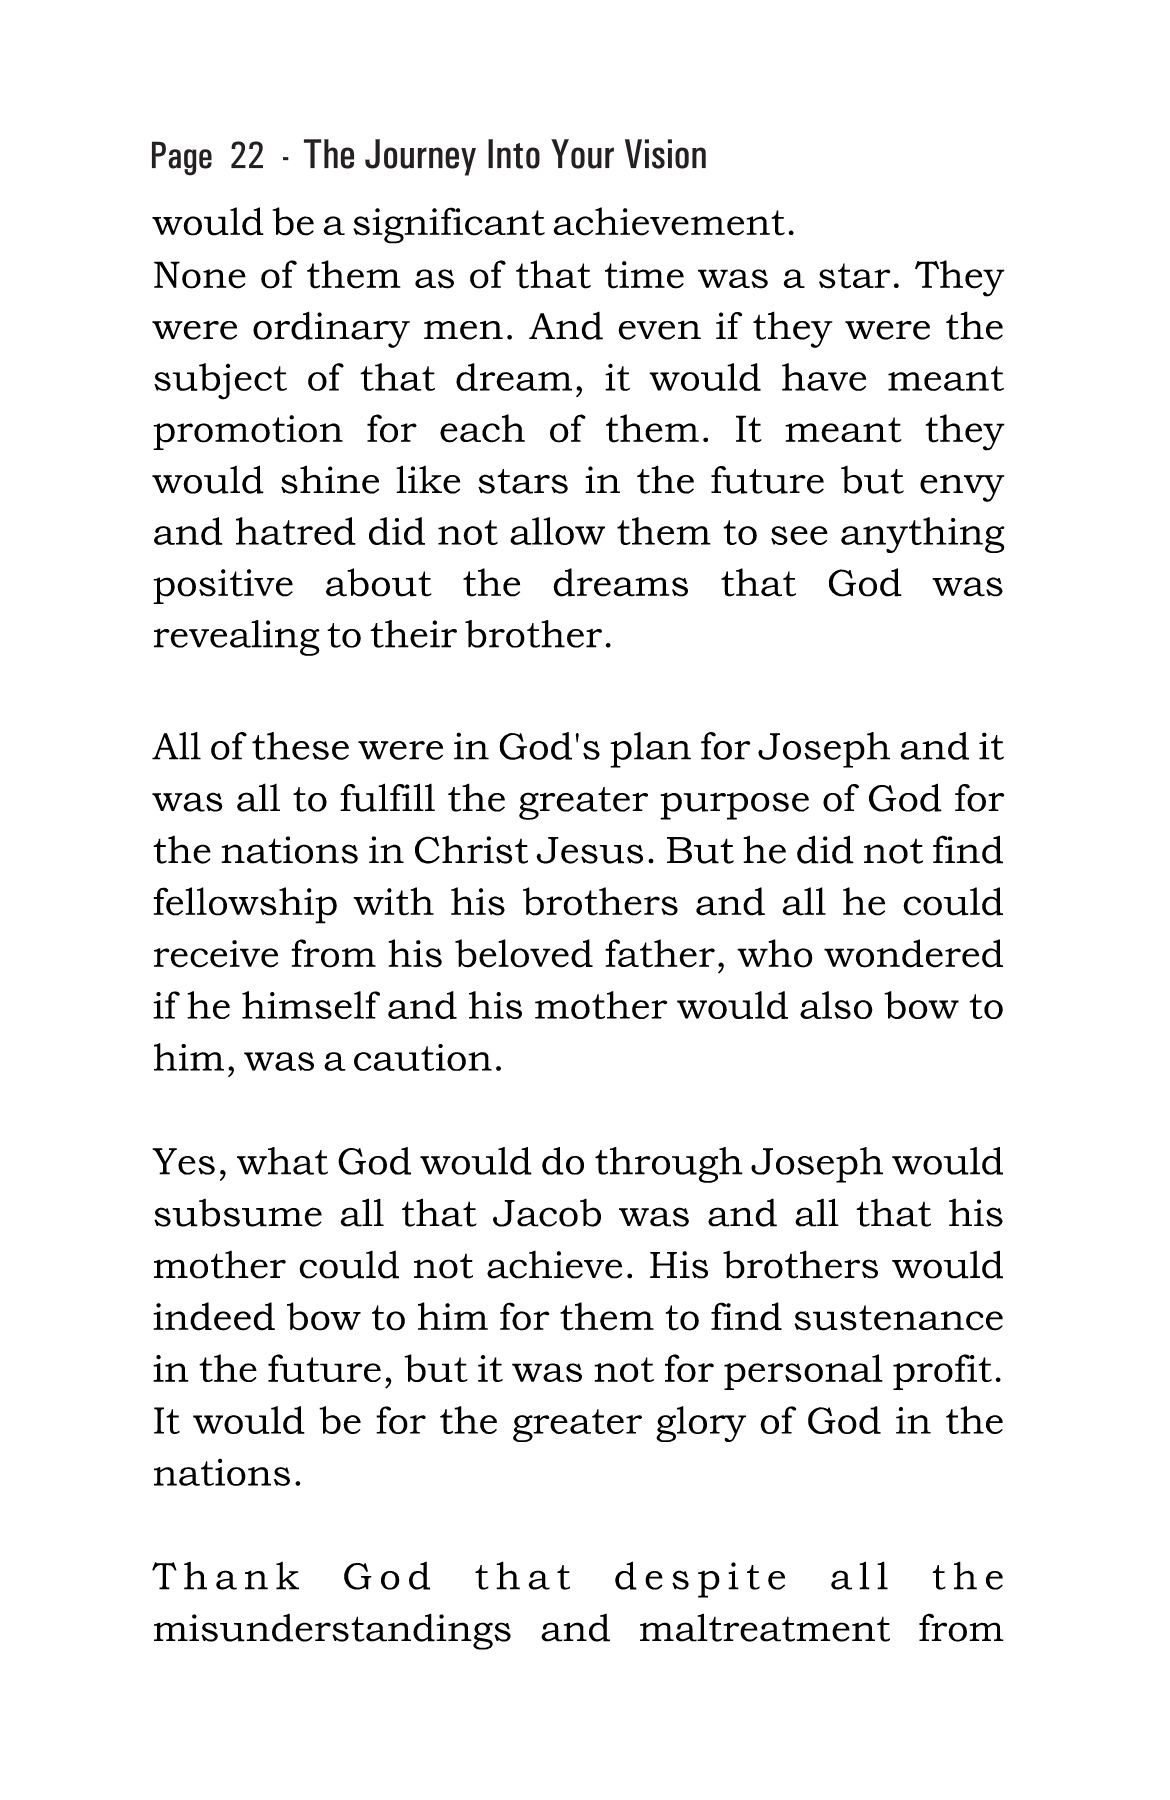 Page 22 - The Journey Into Your Vision
would be a significant achievement.
None of them as of that time was a star. They
were ordinary men. And even if they were the
subject of that dream, it would have meant
promotion for each of them. It meant they
would shine like stars in the future but envy
and hatred did not allow them to see anything
positive about the dreams that God was
revealing to their brother.
All of these were in God's plan for Joseph and it
was all to fulfill the greater purpose of God for
the nations in Christ Jesus. But he did not find
fellowship with his brothers and all he could
receive from his beloved father, who wondered
if he himself and his mother would also bow to
him, was a caution.
Yes, what God would do through Joseph would
subsume all that Jacob was and all that his
mother could not achieve. His brothers would
indeed bow to him for them to find sustenance
in the future, but it was not for personal profit.
It would be for the greater glory of God in the
nations.
Thank God that despite all the
misunderstandings and maltreatment from